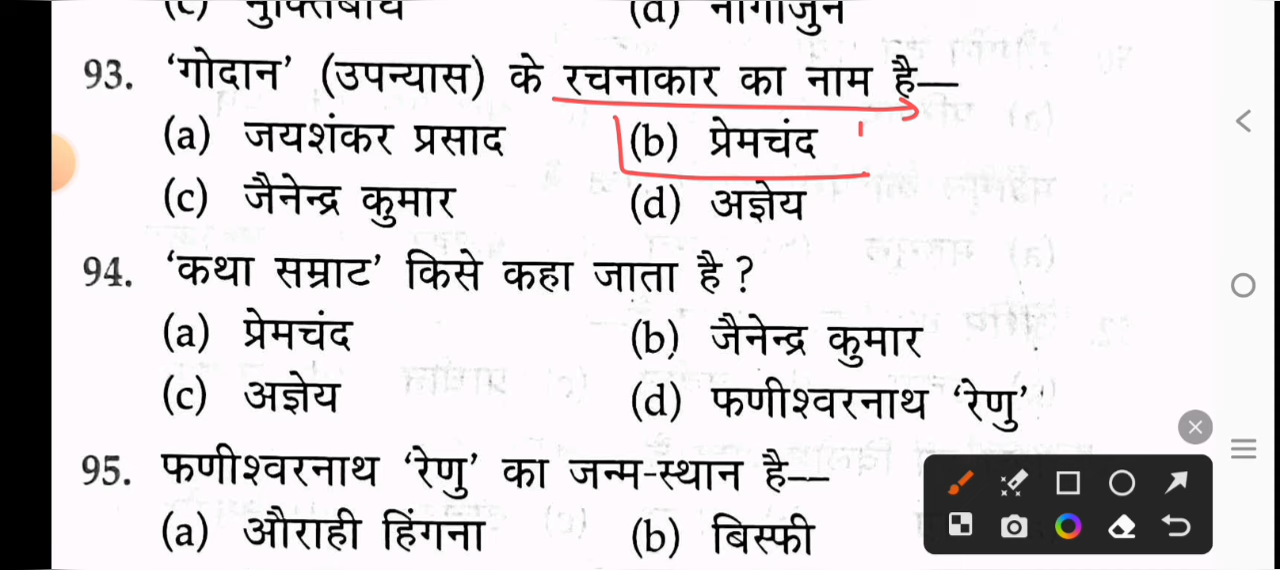 (c) मुक्तिबोध (d) नागार्जुन
93. ‘गोदान’ (उपन्यास) के रचनाकार का नाम है—
(a) जयशंकर प्रसाद (b) प्रेमचंद
(c) जैनेन्द्र कुमार (d) अज्ञेय
94. ‘कथा सम्राट’ किसे कहा जाता है ?
(a) प्रेमचंद (b) जैनेन्द्र कुमार
(c) अज्ञेय (d) फणीश्वरनाथ ‘रेणु’
95. फणीश्वरनाथ ‘रेणु’ का जन्म-स्थान है—
(a) औराही हिंगना (b) बिस्फी